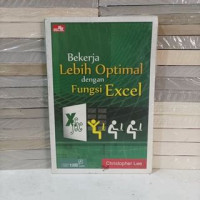 Bekerja
Lebih Optimal
dengan
Fungsi Excel
Christopher Lee